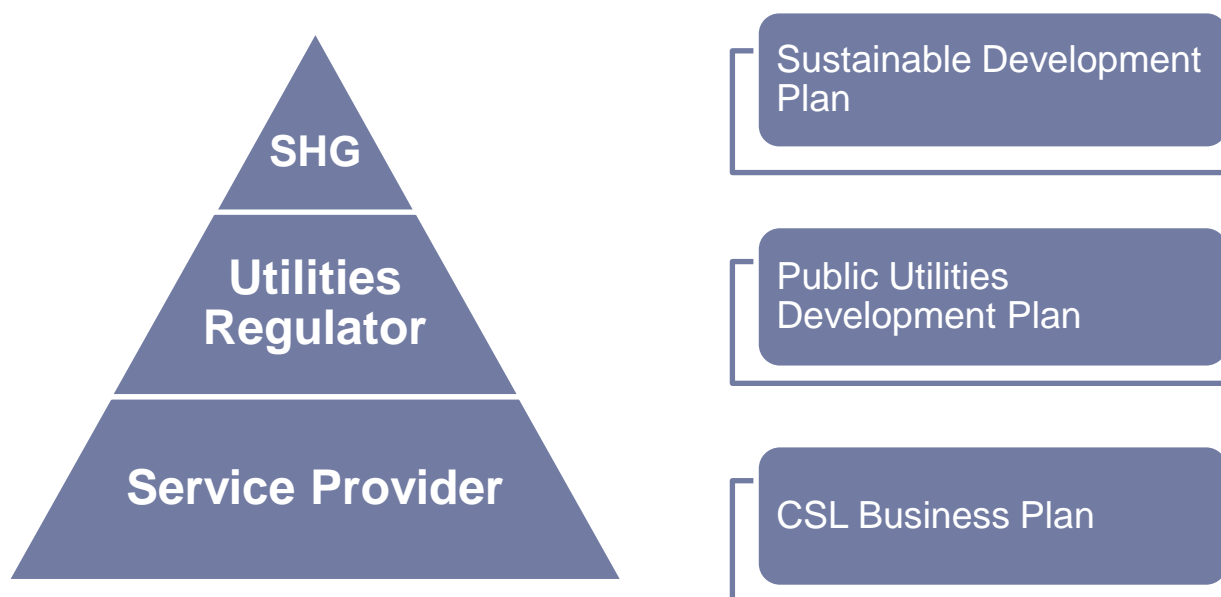 SHG
Utilities
Regulator
Service Provider
Sustainable Development
Plan
Public Utilities
Development Plan
CSL Business Plan